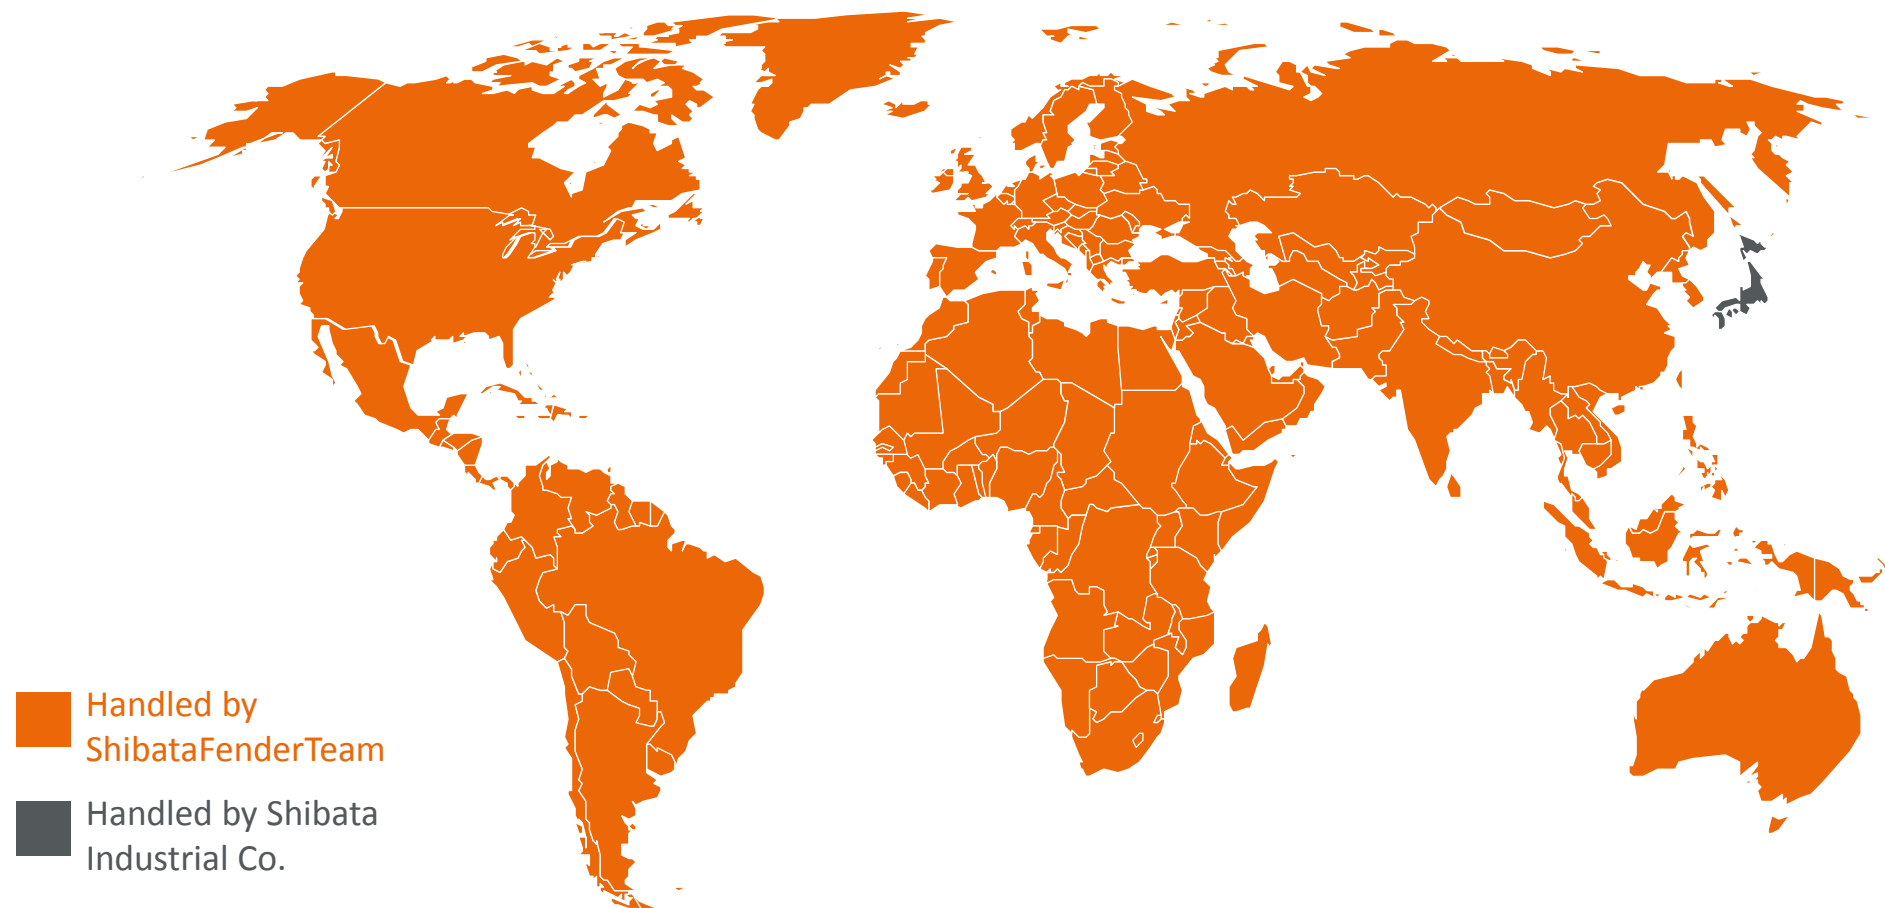 Handled by
ShibataFenderTeam
Handled by Shibata
Industrial Co.